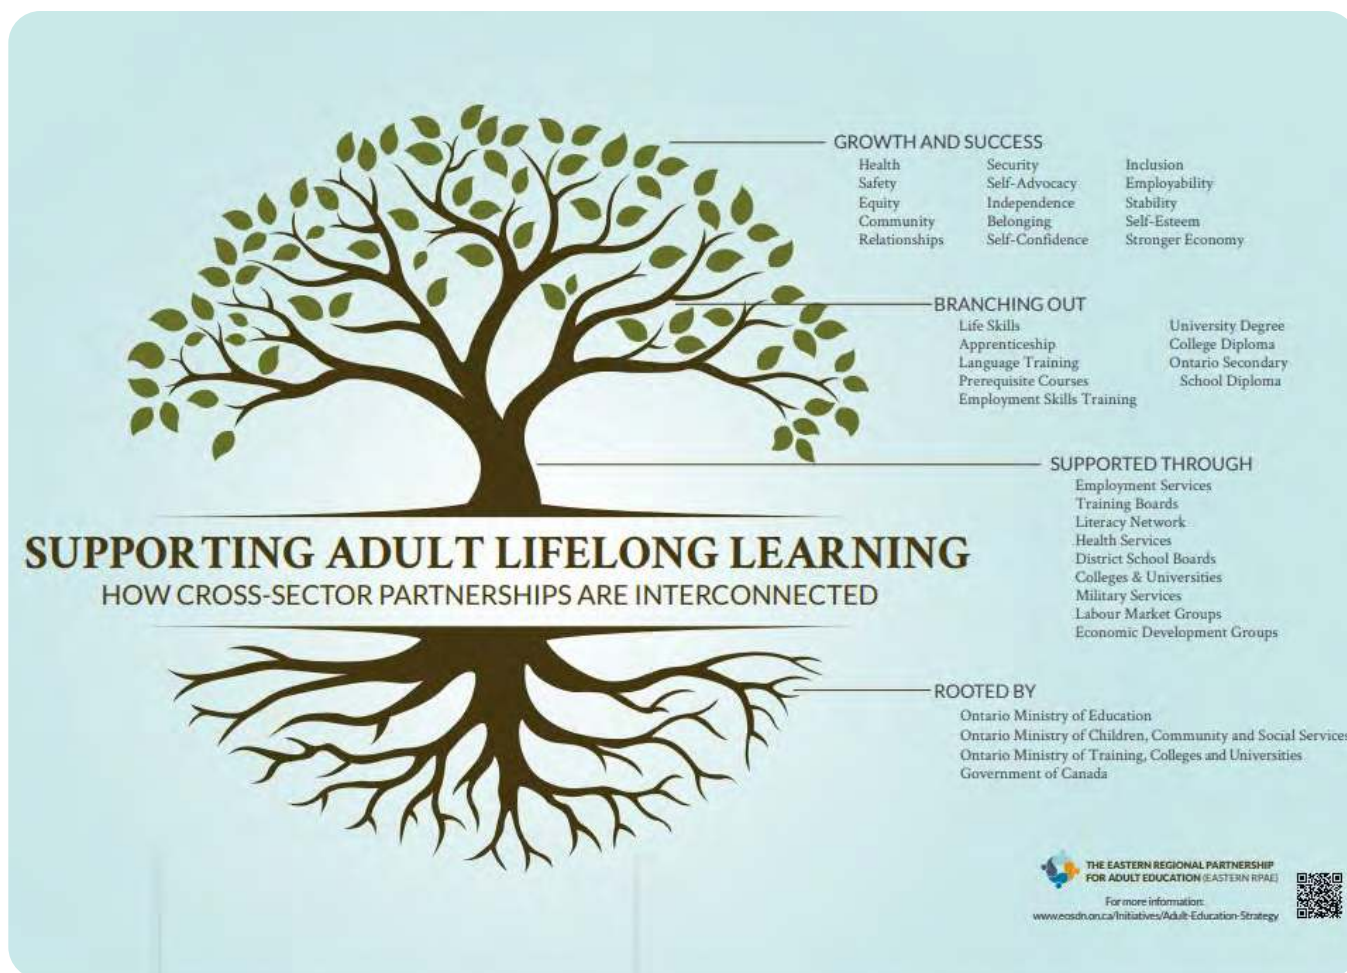 GROWTH AND SUCCESS
Health
Safety
Equity
Community
Relationships
Security
Self-Advocacy
Independence
Belonging
Self-Confidence
Inclusion
Employability
Stability
Self-Esteem
Stronger Economy
BRANCHING OUT
Life Skills
Apprenticeship
Language Training
Prerequisite Courses
Employment Skills Training
University Degree
College Diploma
Ontario Secondary
School Diploma
SUPPORTED THROUGH
Employment Services
Training Boards
Literacy Network
Health Services
District School Boards
Colleges & Universities
Military Services
Labour Market Groups
Economic Development Groups
SUPPORTING ADULT LIFELONG LEARNING
HOW CROSS-SECTOR PARTNERSHIPS ARE INTERCONNECTED
ROOTED BY
Ontario Ministry of Education
Ontario Ministry of Children, Community and Social Services
Ontario Ministry of Training, Colleges and Universities
Government of Canada
THE EASTERN REGIONAL PARTNERSHIP
FOR ADULT EDUCATION (EASTERN RPAE)
For more information:
www.eosdn.on.ca/Initiatives/Adult-Education-Strategy